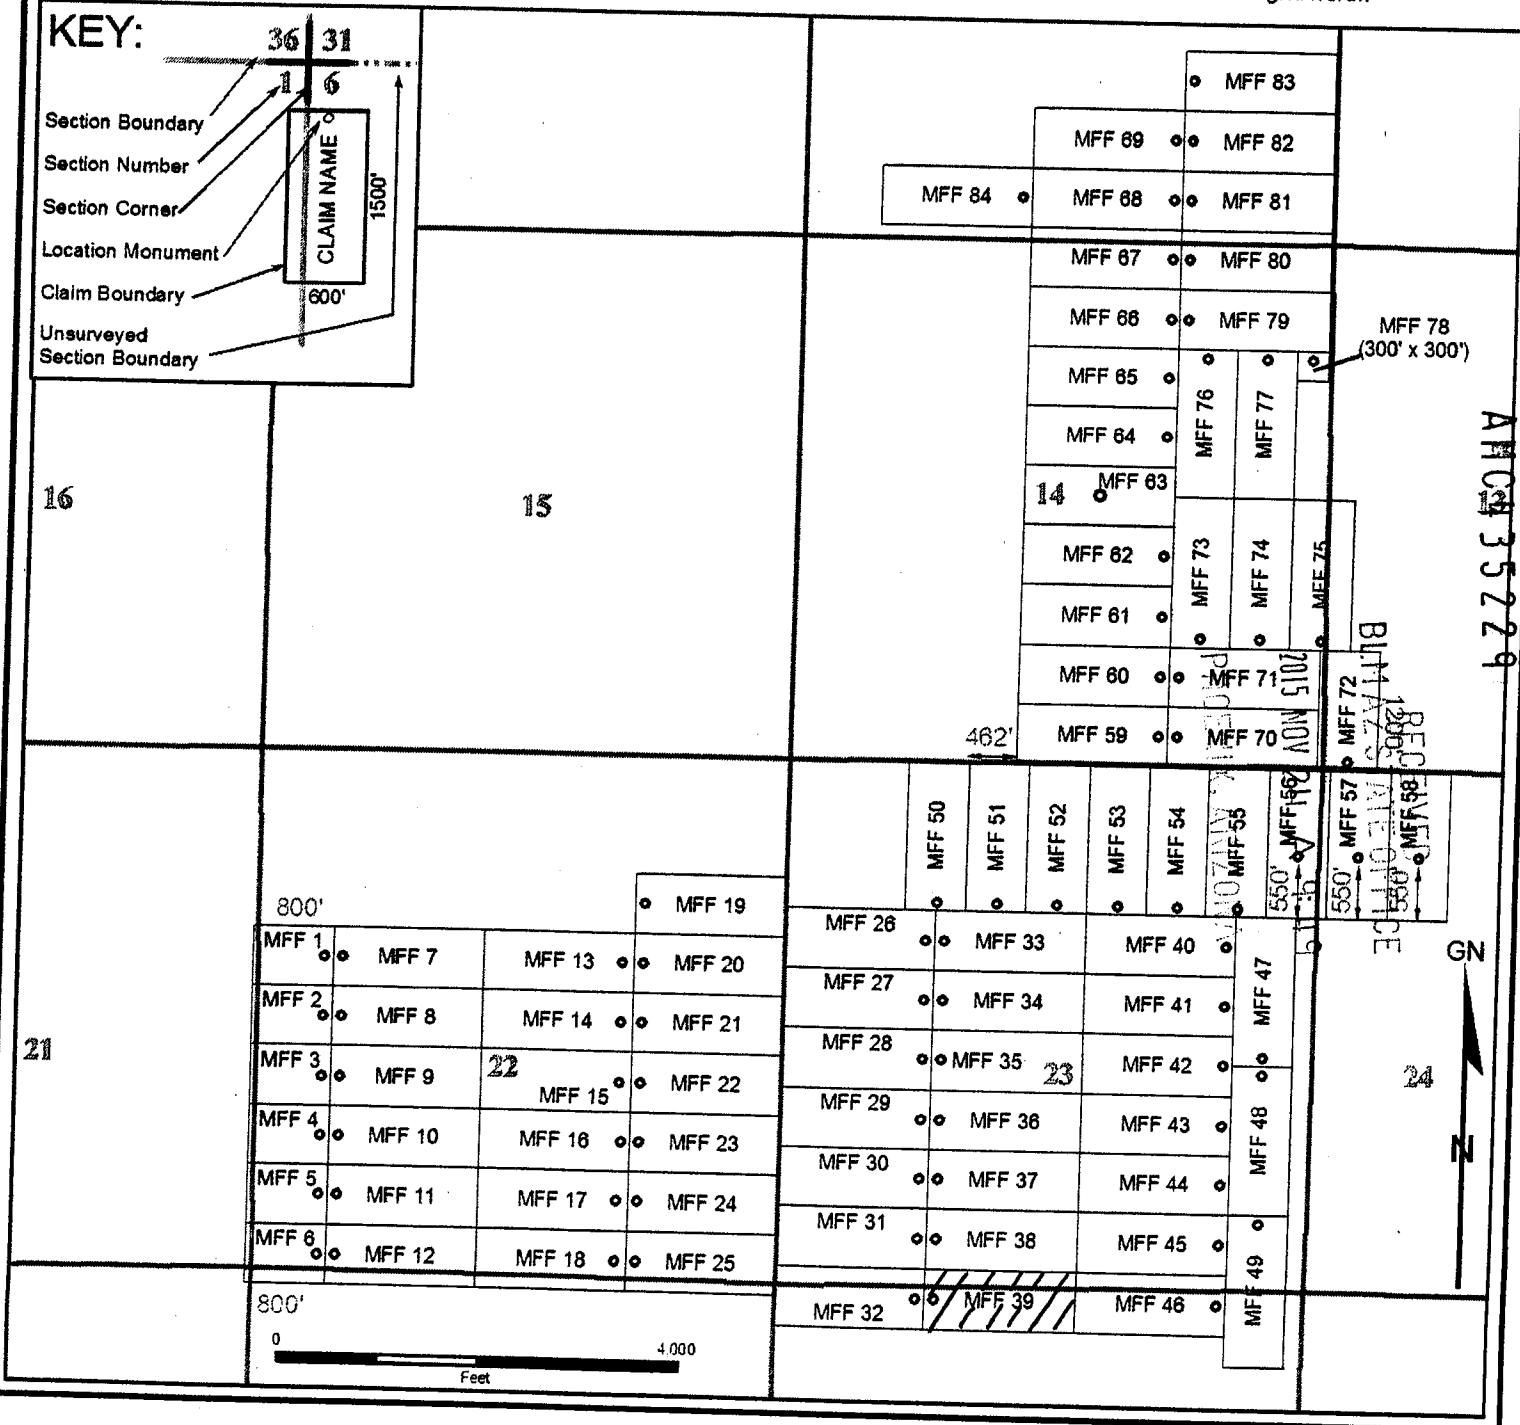 KEY:
36 31
1 6
Section Boundary
Section Number
Section Corner
Location Monument
Claim Boundary
Unsurveyed
Section Boundary
CLAIM NAME
1500'
600'
MFF 83
MFF 69 MFF 82
MFF 84 MFF 68 MFF 81
MFF 67 MFF 80
MFF 66 MFF 79
MFF 78
(300' x 300')
MFF 65
MFF 76
MFF 77
MFF 64
MFF 63
16
15
14
MFF 62
MFF 73
MFF 74
MFF 75
MFF 61
MFF 60 MFF 71
MFF 72
1200'
MFF 59 MFF 70
462'
AMC435229
RECEIVED
BLM AZ STATE OFFICE
2015 NOV
PHOENIX, ARIZONA
MFF 50
MFF 51
MFF 52
MFF 53
MFF 54
MFF 55
MFF 56
MFF 57
MFF 58
550'
550'
550'
800'
MFF 19
MFF 26 MFF 33 MFF 40
MFF 1 MFF 7 MFF 13 MFF 20
MFF 27 MFF 34 MFF 41
MFF 47
MFF 2 MFF 8 MFF 14 MFF 21
MFF 28 MFF 35 MFF 42
21
22
23
24
MFF 3 MFF 9 MFF 15 MFF 22
MFF 29 MFF 36 MFF 43
MFF 48
MFF 4 MFF 10 MFF 16 MFF 23
MFF 30 MFF 37 MFF 44
MFF 5 MFF 11 MFF 17 MFF 24
MFF 31 MFF 38 MFF 45
MFF 6 MFF 12 MFF 18 MFF 25
MFF 32 MFF 39 MFF 46
MFF 49
800'
GN
N
0 4,000
Feet